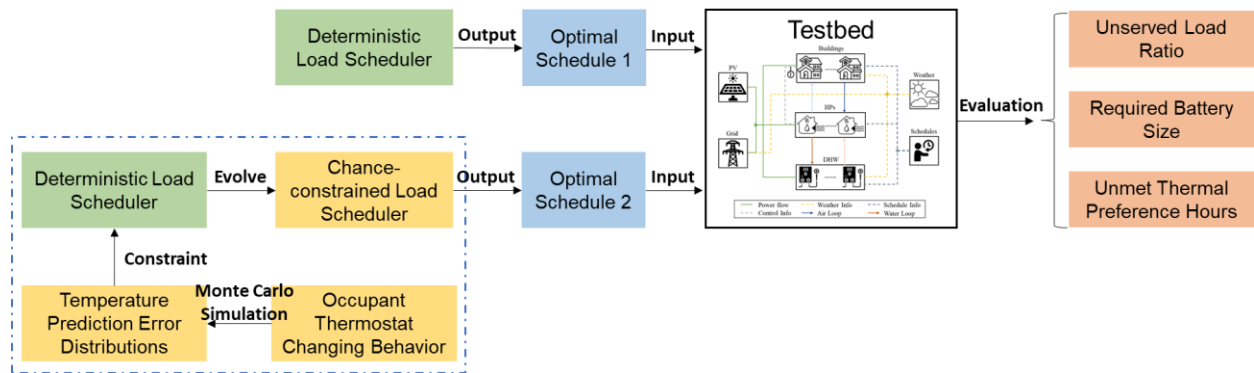 Deterministic
Load Scheduler
Output
Optimal
Schedule 1
Input
Testbed
Buildings
PV
Weather
HPs
Grid
Schedules
DHW
Power flow
Weather Info
Schedule Info
Control Info
Air Loop
Water Loop
Evaluation
Unserved Load
Ratio
Required Battery
Size
Unmet Thermal
Preference Hours
Deterministic Load
Scheduler
Evolve
Chance-
constrained Load
Scheduler
Output
Optimal
Schedule 2
Input
Constraint
Temperature
Prediction Error
Distributions
Monte Carlo
Simulation
Occupant
Thermostat
Changing Behavior